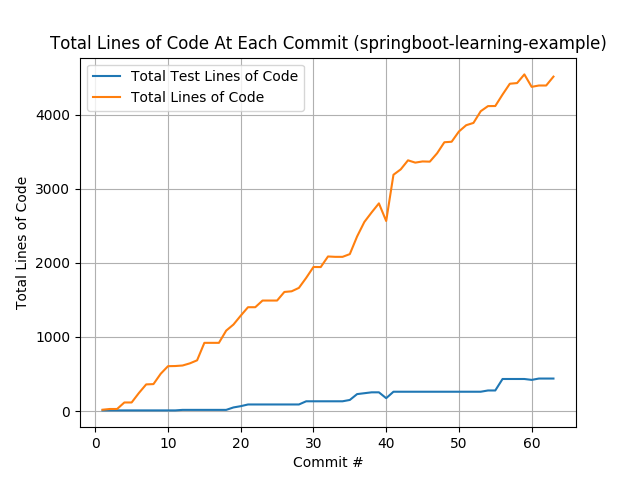 Total Lines of Code At Each Commit (springboot-learning-example)
Total Test Lines of Code
Total Lines of Code
Total Lines of Code
4000
3000
2000
1000
0
0 10 20 30 40 50 60
Commit #